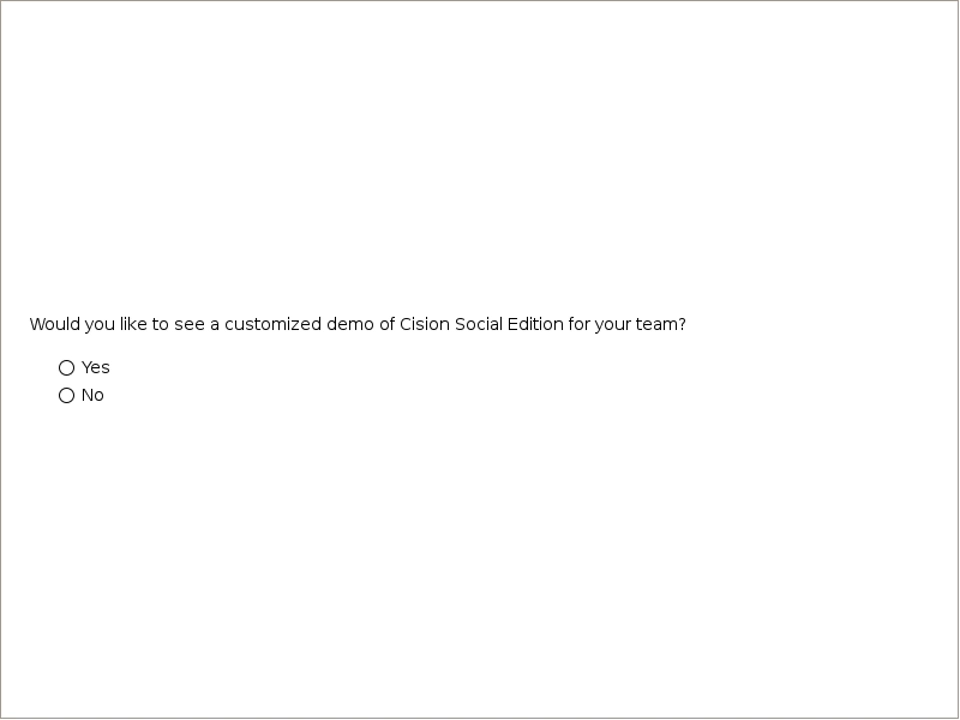 Would you like to see a customized demo of Cision Social Edition for your team?
Yes
No